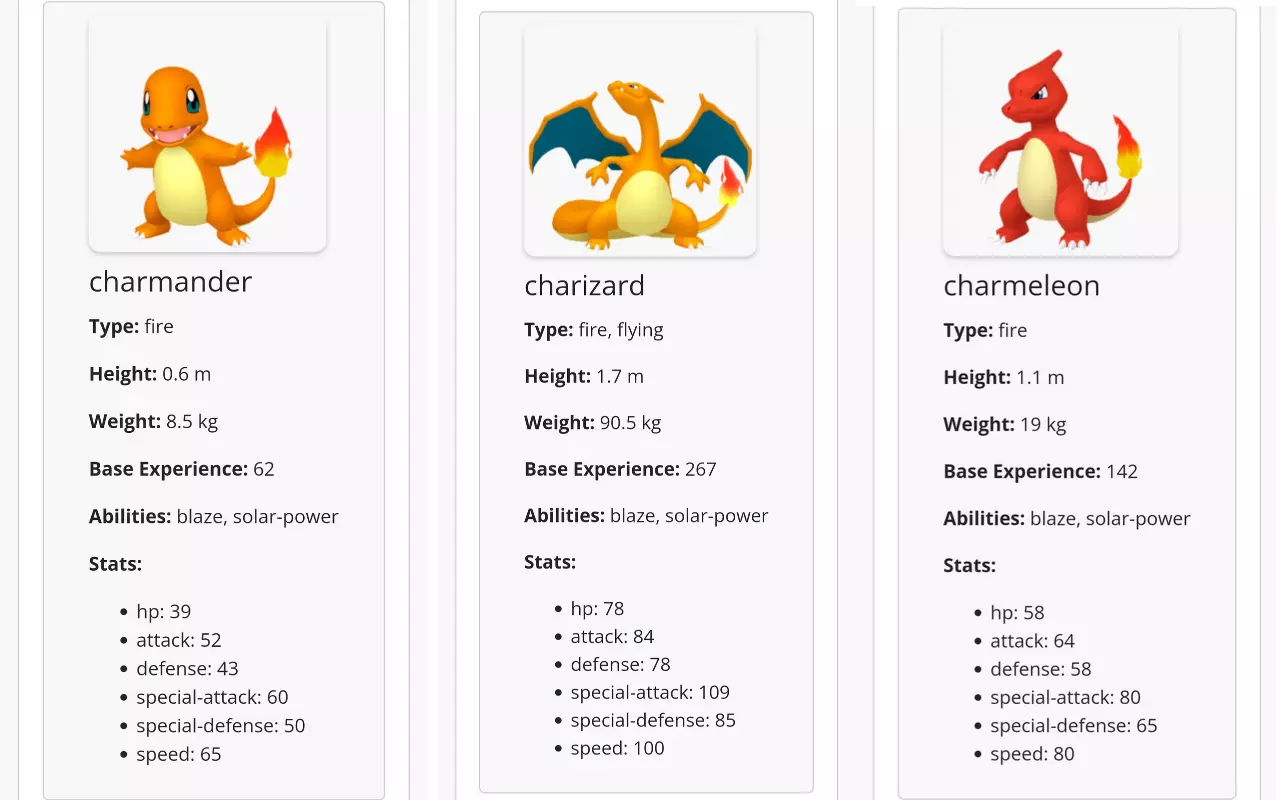 charmander
Type: fire
Height: 0.6 m
Weight: 8.5 kg
Base Experience: 62
Abilities: blaze, solar-power
Stats:
• hp: 39
• attack: 52
• defense: 43
• special-attack: 60
• special-defense: 50
• speed: 65
charizard
Type: fire, flying
Height: 1.7 m
Weight: 90.5 kg
Base Experience: 267
Abilities: blaze, solar-power
Stats:
• hp: 78
• attack: 84
• defense: 78
• special-attack: 109
• special-defense: 85
• speed: 100
charmeleon
Type: fire
Height: 1.1 m
Weight: 19 kg
Base Experience: 142
Abilities: blaze, solar-power
Stats:
• hp: 58
• attack: 64
• defense: 58
• special-attack: 80
• special-defense: 65
• speed: 80